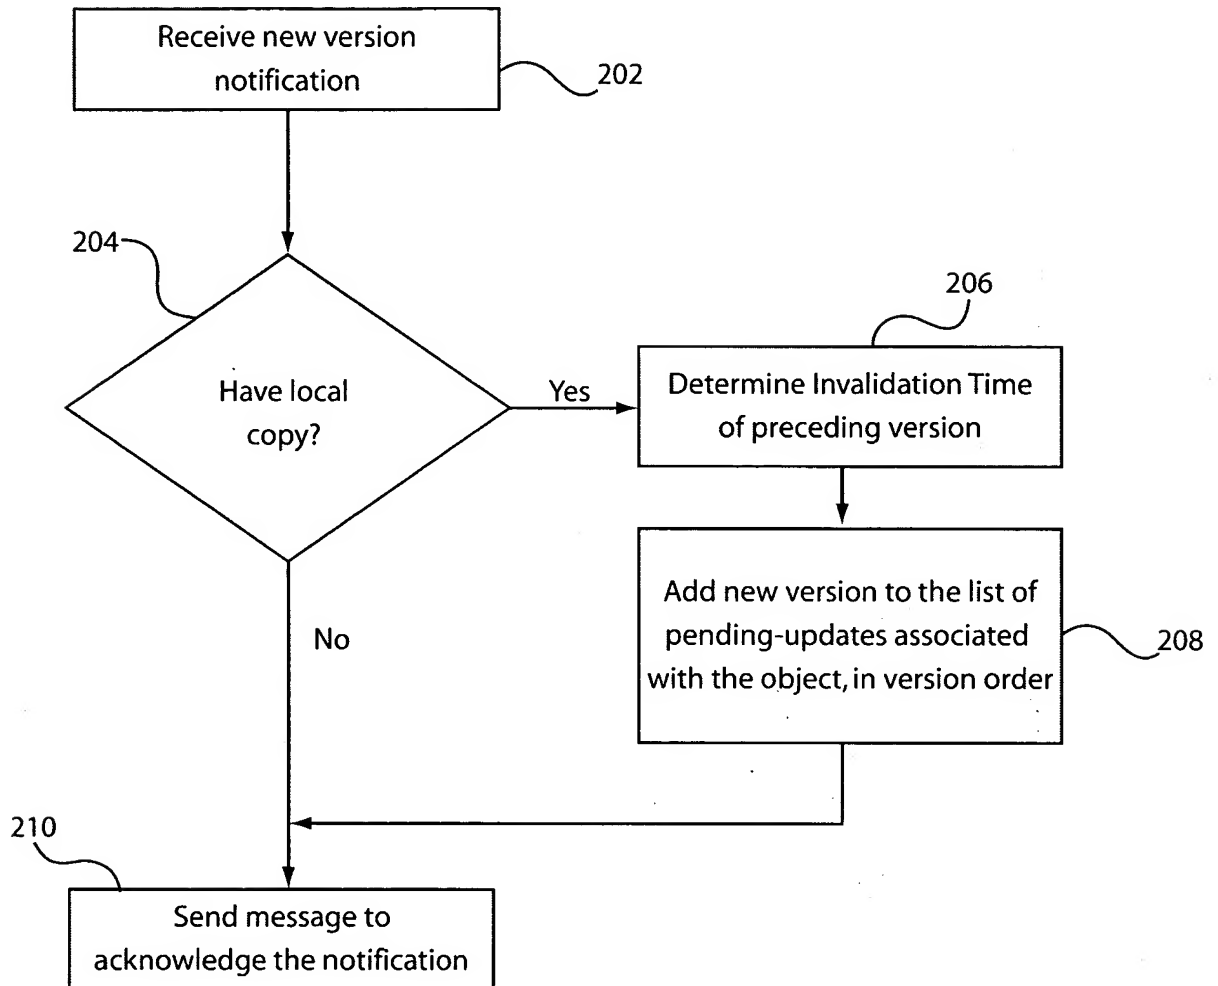 Receive new version
notification
202
204
Have local
copy?
Yes
206
Determine Invalidation Time
of preceding version
Add new version to the list of
pending-updates associated
with the object, in version order
208
No
210
Send message to
acknowledge the notification